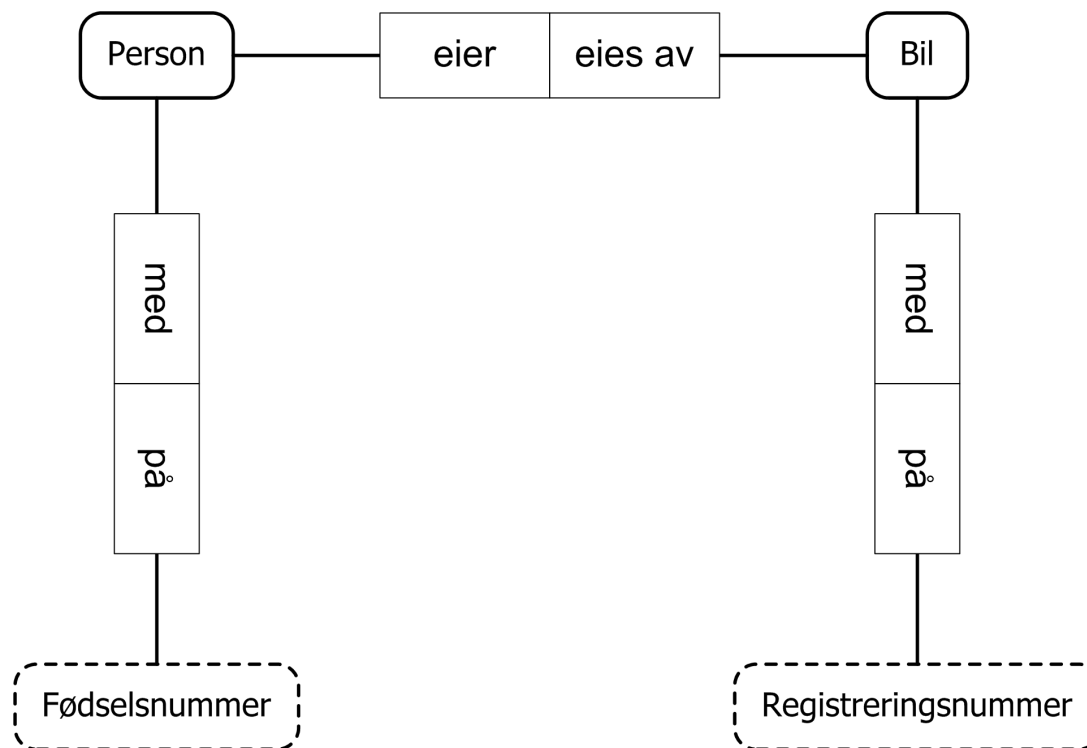 Person
eier
eies av
Bil
med
med
på
på
Fødselsnummer
Registreringsnummer